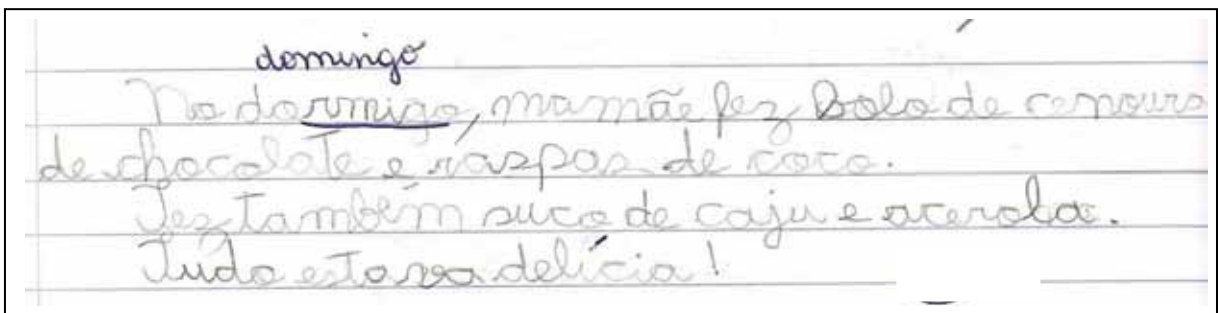 domingo
No dormigo, mamãe fez bolo de cenoura
de chocolate e raspas de coco.
Fez também suco de caju e acerola.
Tudo estava delícia!